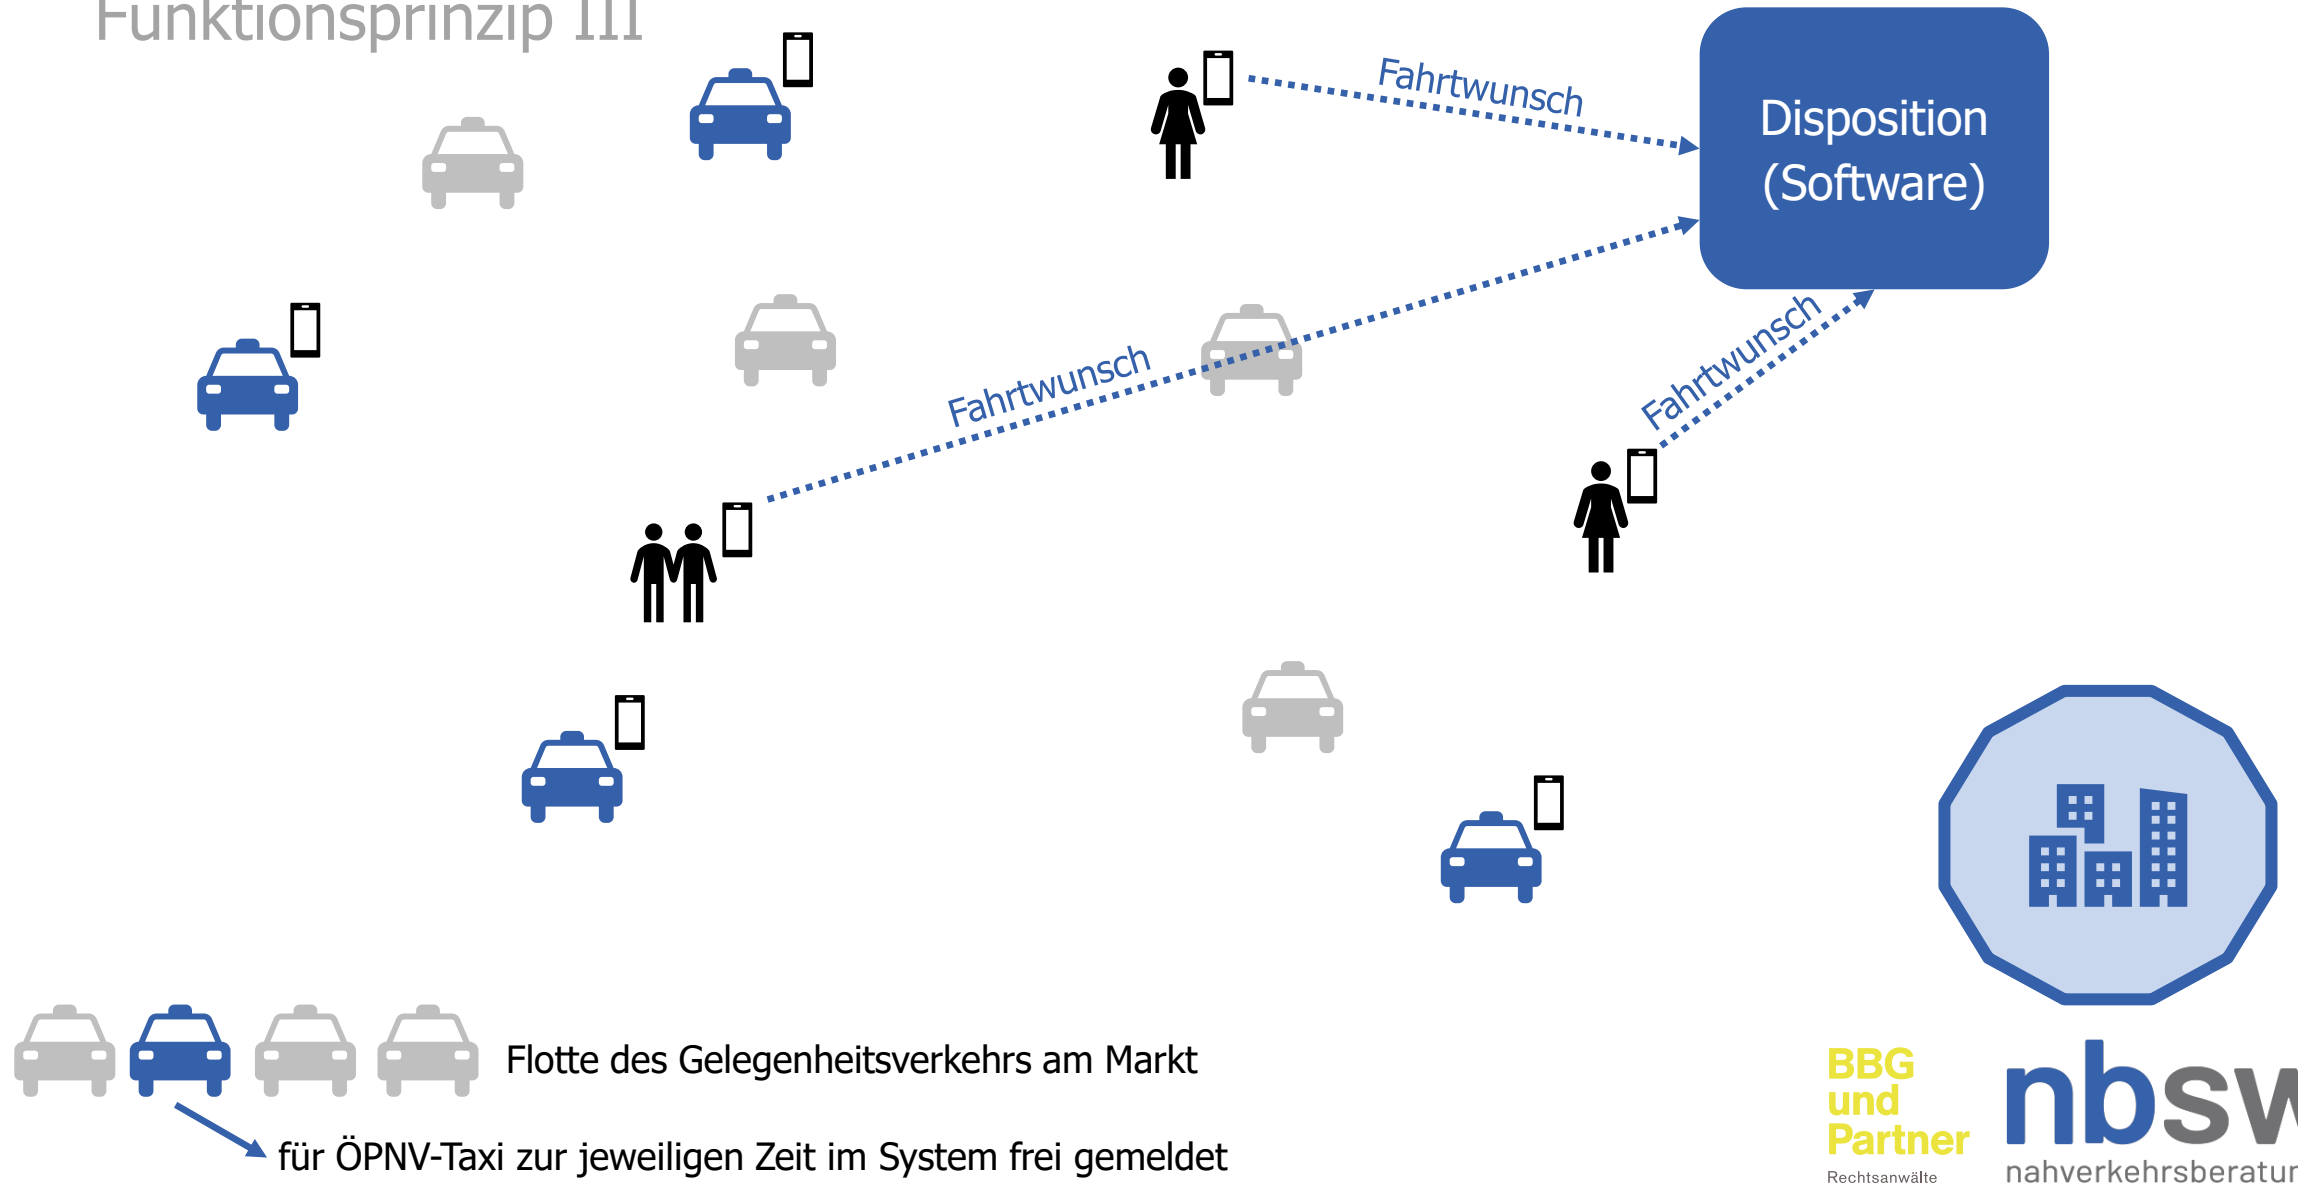 Funktionsprinzip III
Fahrtwunsch
Disposition
(Software)
Fahrtwunsch
Fahrtwunsch
Flotte des Gelegenheitsverkehrs am Markt
für ÖPNV-Taxi zur jeweiligen Zeit im System frei gemeldet
BBG
und
Partner
Rechtsanwälte
nbsw
nahverkehrsberatun